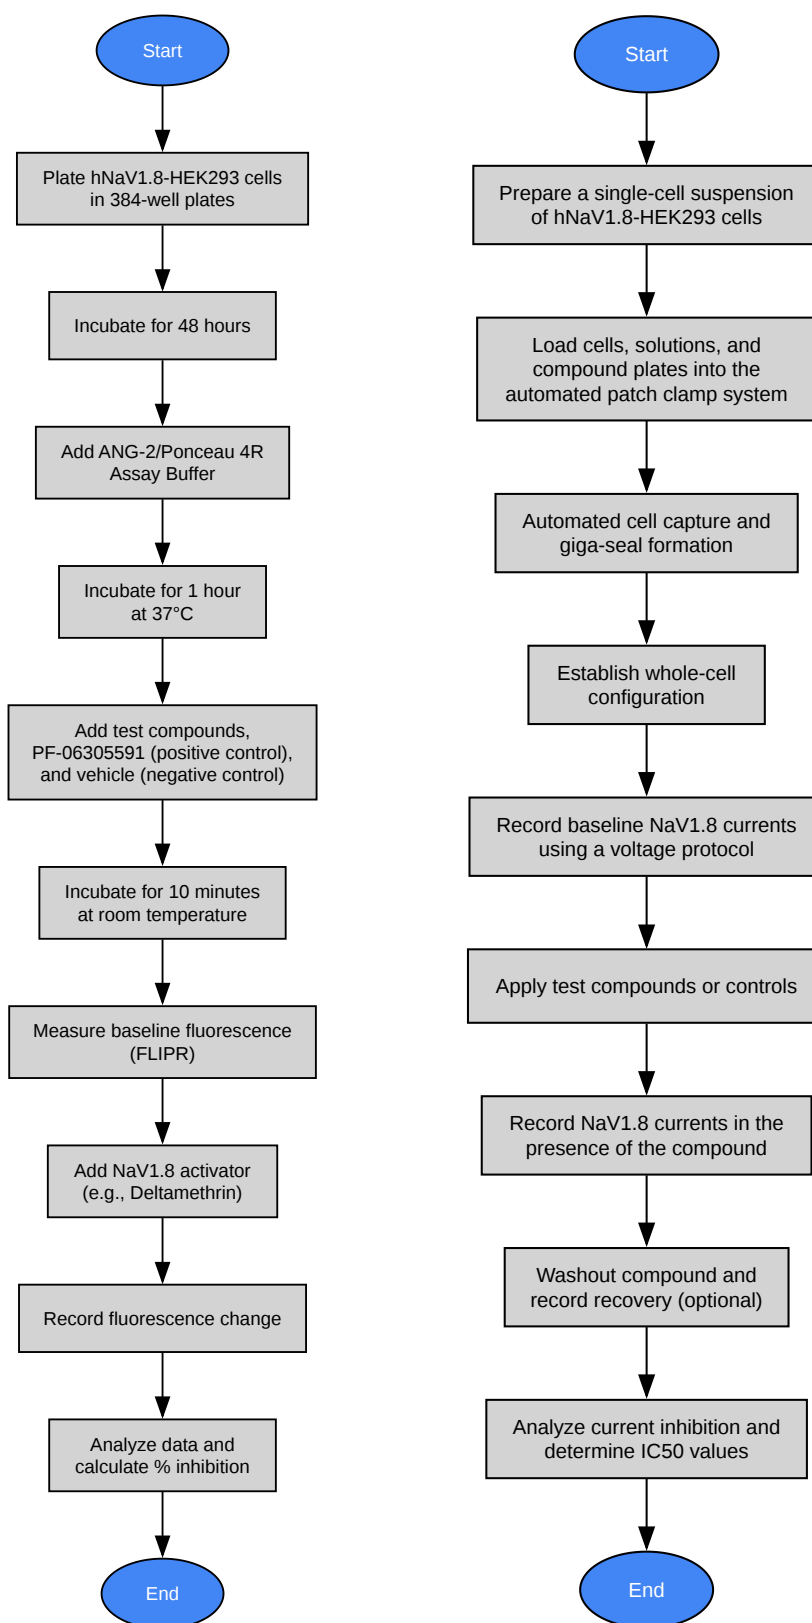 Start
Plate hNaV1.8-HEK293 cells
in 384-well plates
Incubate for 48 hours
Add ANG-2/Ponceau 4R
Assay Buffer
Incubate for 1 hour
at 37°C
Add test compounds,
PF-06305591 (positive control),
and vehicle (negative control)
Incubate for 10 minutes
at room temperature
Measure baseline fluorescence
(FLIPR)
Add NaV1.8 activator
(e.g., Deltamethrin)
Record fluorescence change
Analyze data and
calculate % inhibition
End
Start
Prepare a single-cell suspension
of hNaV1.8-HEK293 cells
Load cells, solutions, and
compound plates into the
automated patch clamp system
Automated cell capture and
giga-seal formation
Establish whole-cell
configuration
Record baseline NaV1.8 currents
using a voltage protocol
Apply test compounds or controls
Record NaV1.8 currents in the
presence of the compound
Washout compound and
record recovery (optional)
Analyze current inhibition and
determine IC50 values
End